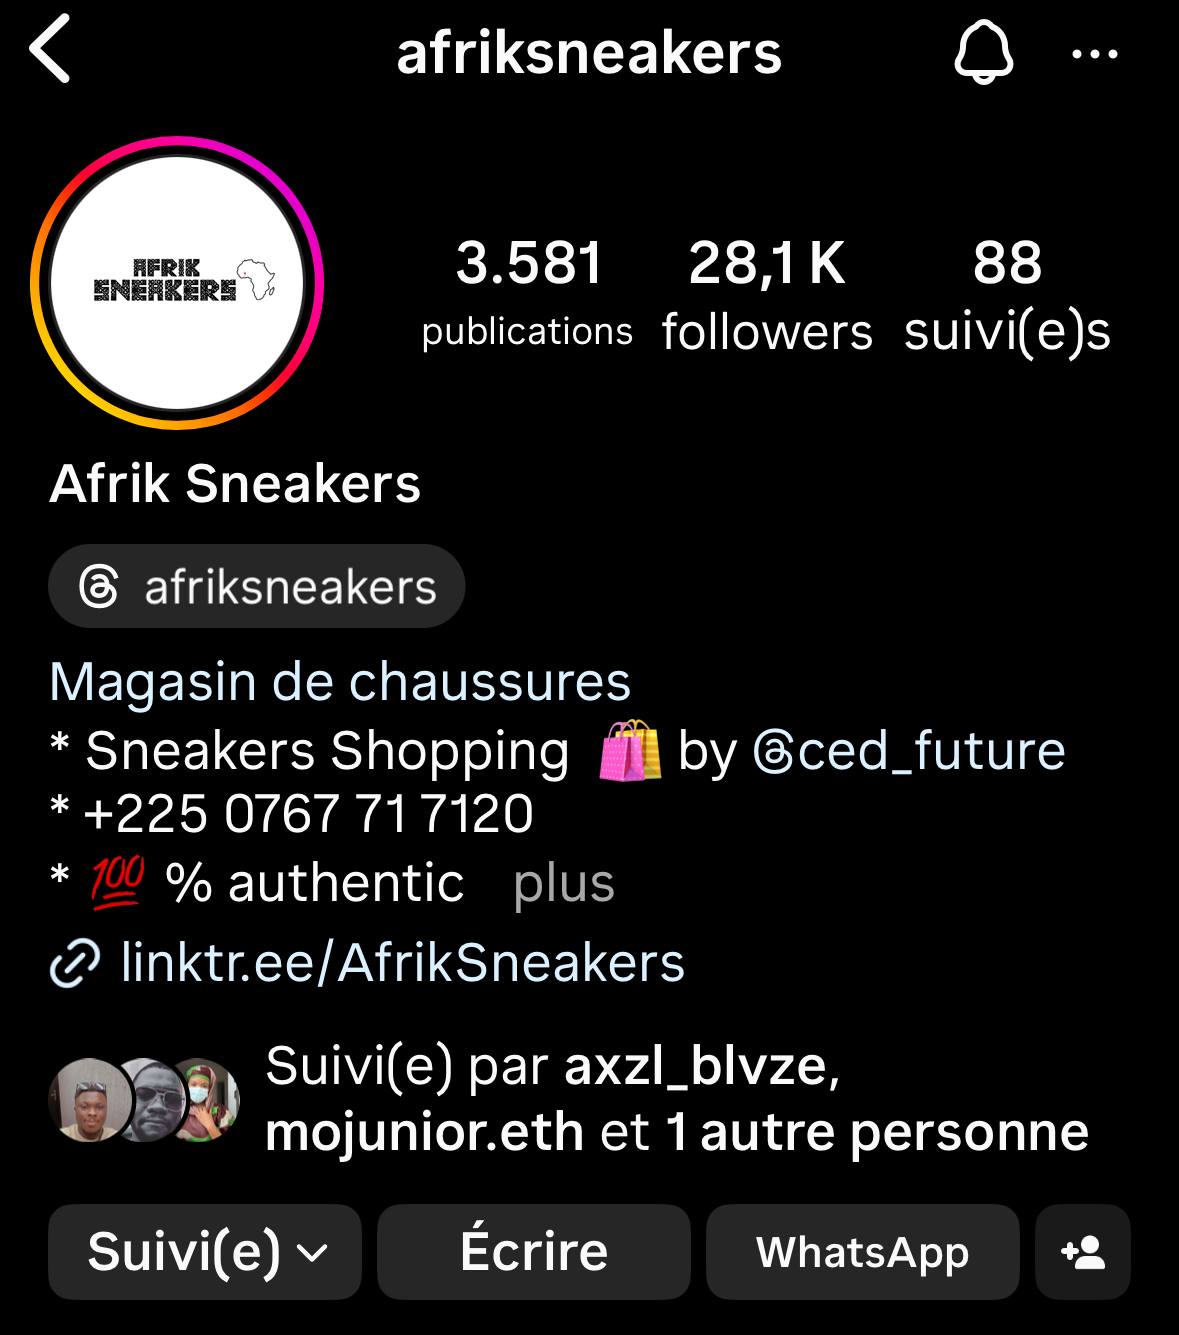 afriksneakers
AFRIK
SNEAKERS
3.581 28,1 K 88
publications followers suivi(e)s
Afrik Sneakers
afriksneakers
Magasin de chaussures
* Sneakers Shopping 🛍️ by @ced_future
* +225 0767 71 7120
* 💯 % authentic plus
linktr.ee/AfrikSneakers
Suivi(e) par axzl_blvze,
mojunior.eth et 1 autre personne
Suivi(e) Écrire WhatsApp